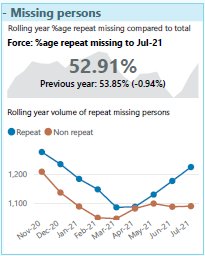 - Missing persons
Rolling year %age repeat missing compared to total
Force: %age repeat missing to Jul-21
52.91%
Previous year: 53.85% (-0.94%)
Rolling year volume of repeat missing persons
Repeat Non repeat
1,200
1,100
Nov-20 Dec-20 Jan-21 Feb-21 Mar-21 Apr-21 May-21 Jun-21 Jul-21